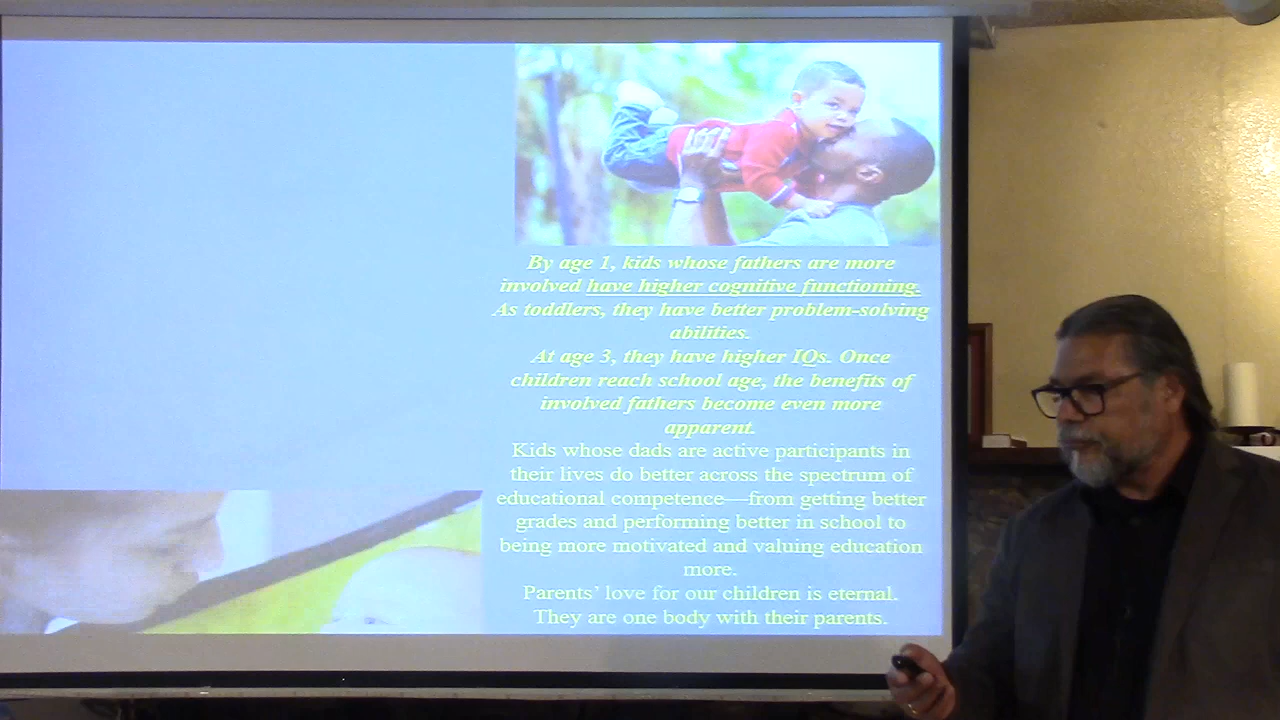 By age 1, kids whose fathers are more
involved have higher cognitive functioning.
As toddlers, they have better problem-solving
abilities.
At age 3, they have higher IQs. Once
children reach school age, the benefits of
involved fathers become even more
apparent.
Kids whose dads are active participants in
their lives do better across the spectrum of
educational competence—from getting better
grades and performing better in school to
being more motivated and valuing education
more.
Parents’ love for our children is eternal.
They are one body with their parents.